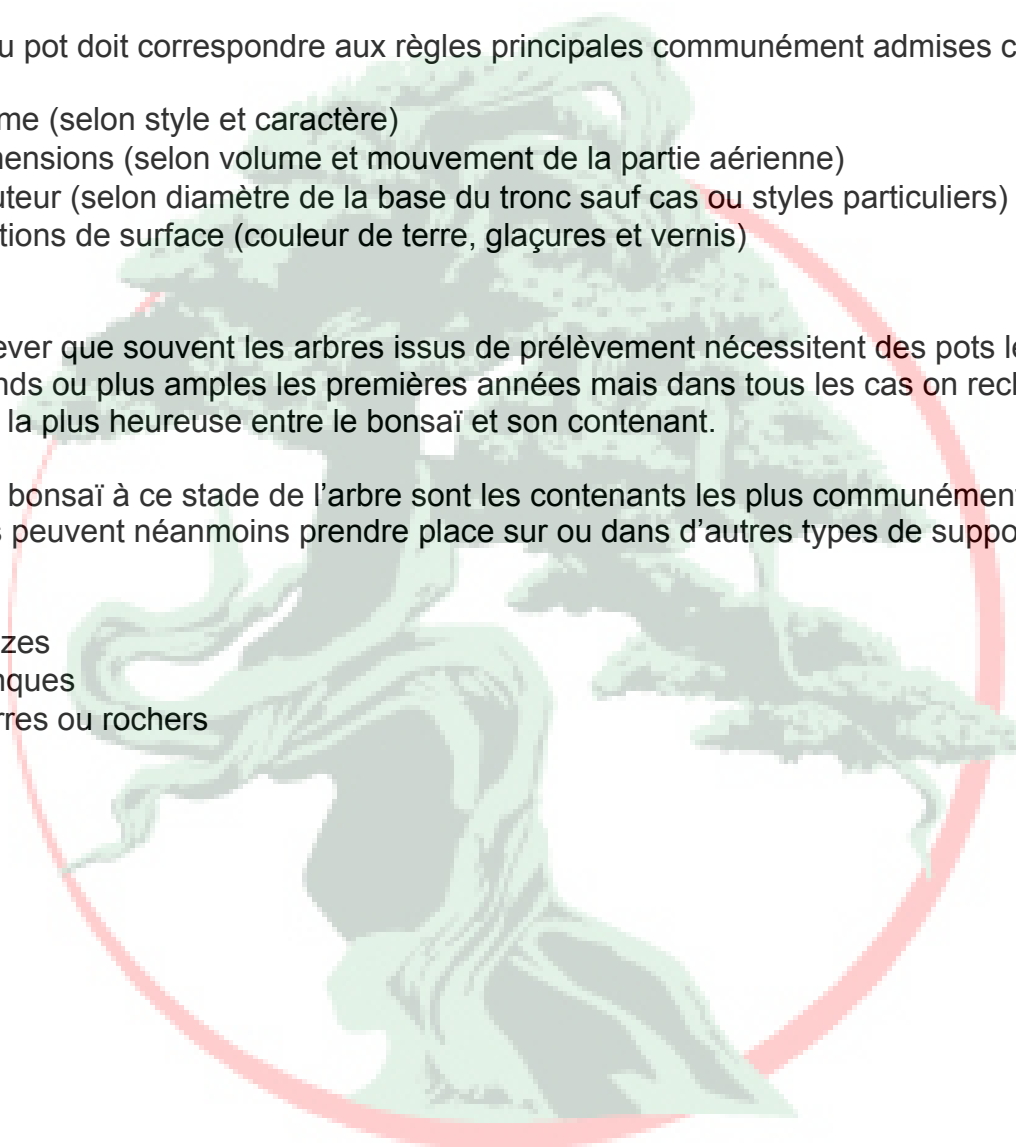 u pot doit correspondre aux règles principales communément admises c
me (selon style et caractère)
ensions (selon volume et mouvement de la partie aérienne)
uteur (selon diamètre de la base du tronc sauf cas ou styles particuliers)
tions de surface (couleur de terre, glaçures et vernis)
ever que souvent les arbres issus de prélèvement nécessitent des pots lé
nds ou plus amples les premières années mais dans tous les cas on rech
la plus heureuse entre le bonsaï et son contenant.
bonsaï à ce stade de l’arbre sont les contenants les plus communément
s peuvent néanmoins prendre place sur ou dans d’autres types de suppo
zes
nques
rres ou rochers